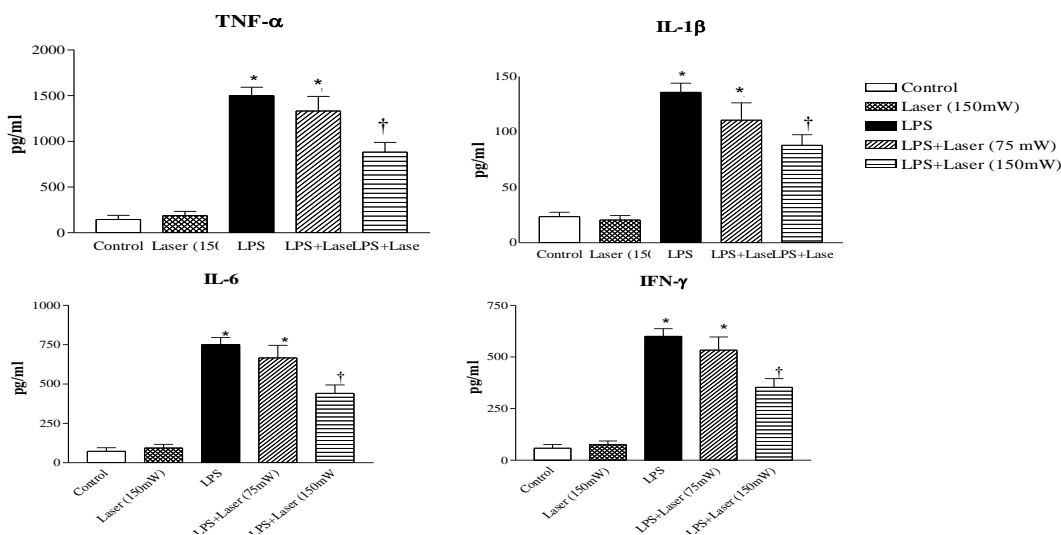 TNF-α
pg/ml
2000
1500
1000
500
0
*
*
†
Control
Laser (150
LPS
LPS+Lase
LPS+Lase
IL-1β
pg/ml
150
100
50
0
*
*
†
Control
Laser (150
LPS
LPS+Lase
LPS+Lase
Control
Laser (150mW)
LPS
LPS+Laser (75 mW)
LPS+Laser (150mW)
IL-6
pg/ml
1000
750
500
250
0
*
*
†
Control
Laser (150mW)
LPS
LPS+Laser (75mW)
LPS+Laser (150mW
IFN-γ
pg/ml
750
500
250
0
*
*
†
Control
Laser (150mW)
LPS
LPS+Laser (75mW)
LPS+Laser (150mW)